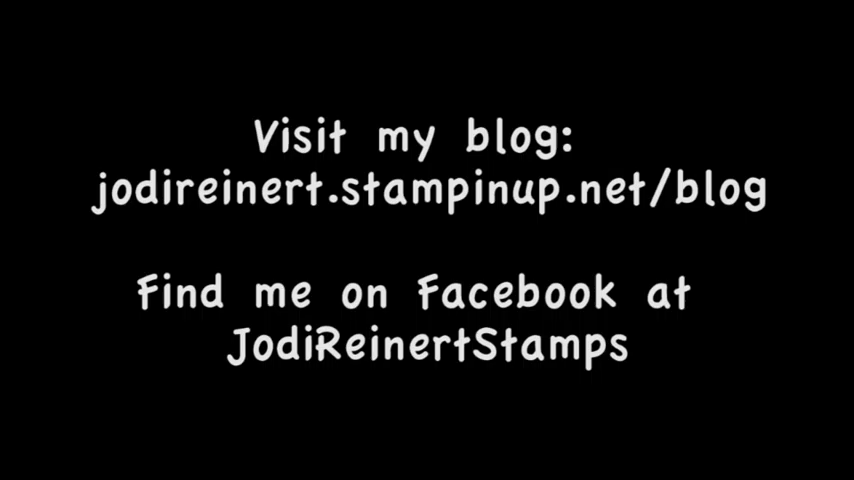 Visit my blog:
jodireinert.stampinup.net/blog
Find me on Facebook at
JodiReinertStamps